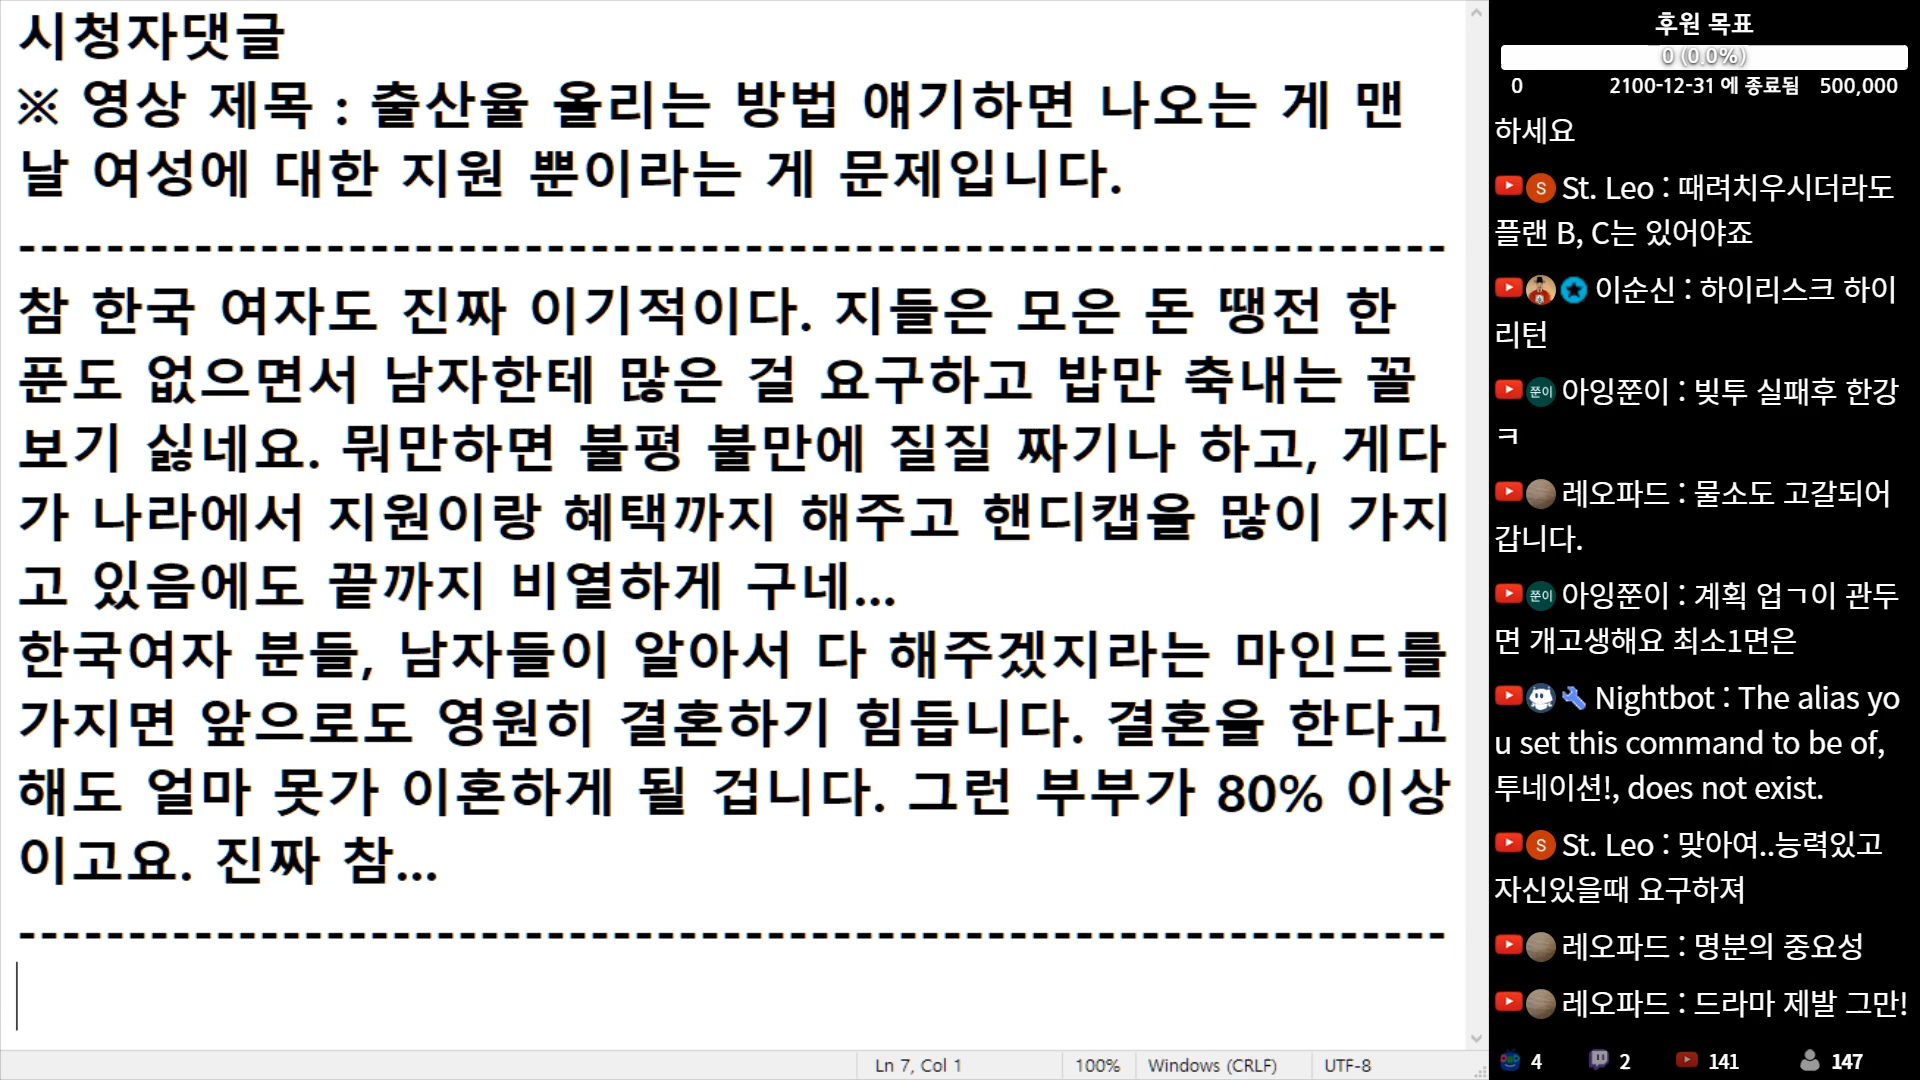 시청자댓글
※ 영상 제목 : 출산율 올리는 방법 얘기하면 나오는 게 맨
날 여성에 대한 지원 뿐이라는 게 문제입니다.
------------------------------------------------------------------
참 한국 여자도 진짜 이기적이다. 지들은 모은 돈 땡전 한
푼도 없으면서 남자한테 많은 걸 요구하고 밥만 축내는 꼴
보기 싫네요. 뭐만하면 불평 불만에 질질 짜기나 하고, 게다
가 나라에서 지원이랑 혜택까지 해주고 핸디캡을 많이 가지
고 있음에도 끝까지 비열하게 구네...
한국여자 분들, 남자들이 알아서 다 해주겠지라는 마인드를
가지면 앞으로도 영원히 결혼하기 힘듭니다. 결혼을 한다고
해도 얼마 못가 이혼하게 될 겁니다. 그런 부부가 80% 이상
이고요. 진짜 참...
------------------------------------------------------------------
Ln 7, Col 1 100% Windows (CRLF) UTF-8
후원 목표
0 (0.0%)
0 2100-12-31 에 종료됨 500,000
하세요
S St. Leo : 때려치우시더라도
플랜 B, C는 있어야죠
이순신 : 하이리스크 하이
리턴
쭌이 아잉쭌이 : 빚투 실패후 한강
ㅋ
레오파드 : 물소도 고갈되어
갑니다.
쭌이 아잉쭌이 : 계획 업ㄱ이 관두
면 개고생해요 최소1면은
Nightbot : The alias yo
u set this command to be of,
투네이션!, does not exist.
S St. Leo : 맞아여..능력있고
자신있을때 요구하져
레오파드 : 명분의 중요성
레오파드 : 드라마 제발 그만!
4 2 141 147